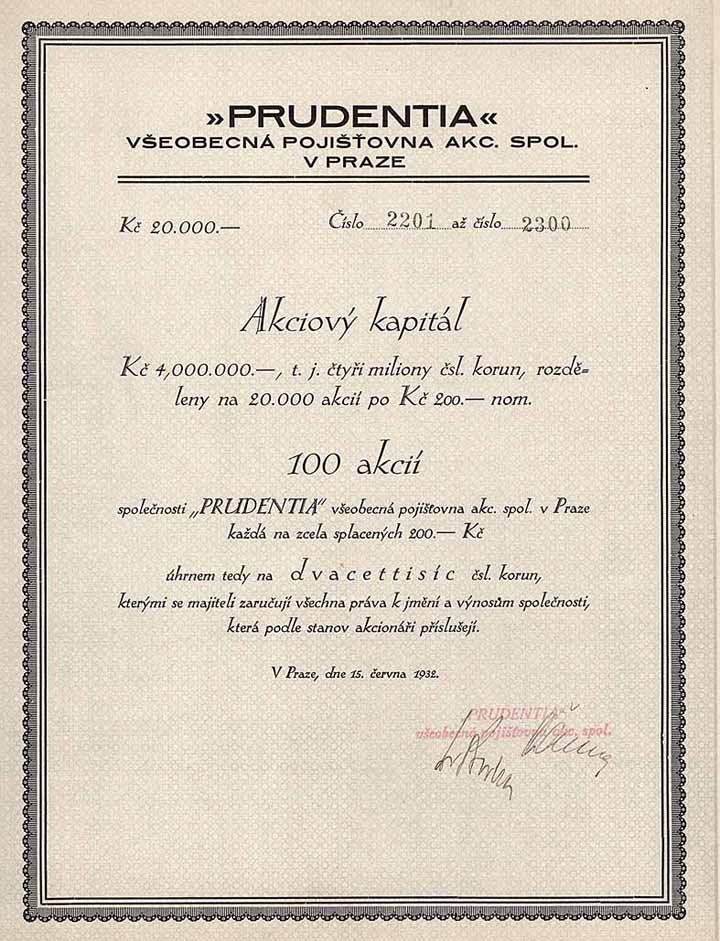 »PRUDENTIA«
VŠEOBECNÁ POJIŠŤOVNA AKC. SPOL.
V PRAZE
Kč 20.000.— Číslo 2201 až číslo 2300
Akciový kapitál
Kč 4,000.000.—, t. j. čtyři miliony čsl. korun, rozdě=
leny na 20.000 akcií po Kč 200.— nom.
100 akcií
společnosti „PRUDENTIA“ všeobecná pojišťovna akc. spol. v Praze
každá na zcela splacených 200.— Kč
úhrnem tedy na dvacettisíc čsl. korun,
kterými se majiteli zaručují všechna práva k jmění a výnosům společnosti,
která podle stanov akcionáři příslušejí.
V Praze, dne 15. června 1932.
„PRUDENTIA“
všeobecná pojišťovna akc. spol.